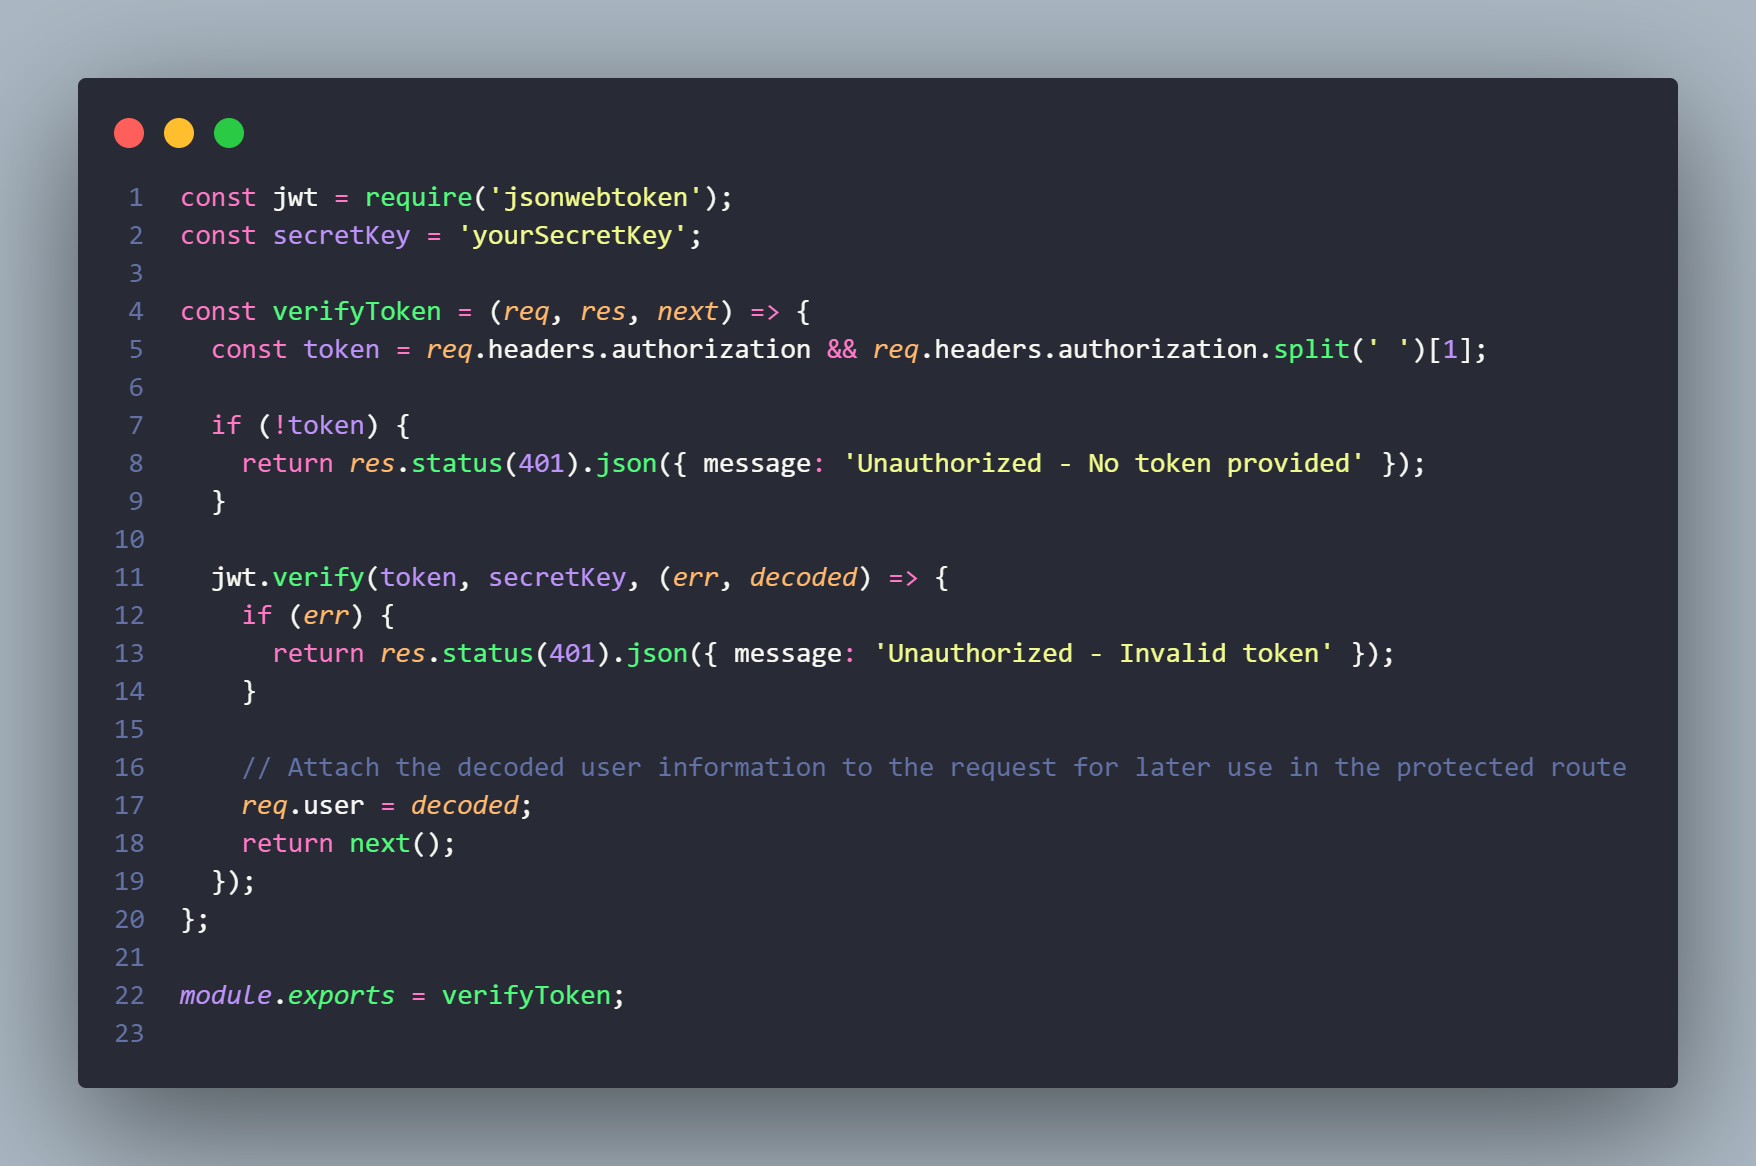 1 const jwt = require('jsonwebtoken');
2 const secretKey = 'yourSecretKey';
3
4 const verifyToken = (req, res, next) => {
5   const token = req.headers.authorization && req.headers.authorization.split(' ')[1];
6
7   if (!token) {
8     return res.status(401).json({ message: 'Unauthorized - No token provided' });
9   }
10
11   jwt.verify(token, secretKey, (err, decoded) => {
12     if (err) {
13       return res.status(401).json({ message: 'Unauthorized - Invalid token' });
14     }
15
16     // Attach the decoded user information to the request for later use in the protected route
17     req.user = decoded;
18     return next();
19   });
20 };
21
22 module.exports = verifyToken;
23